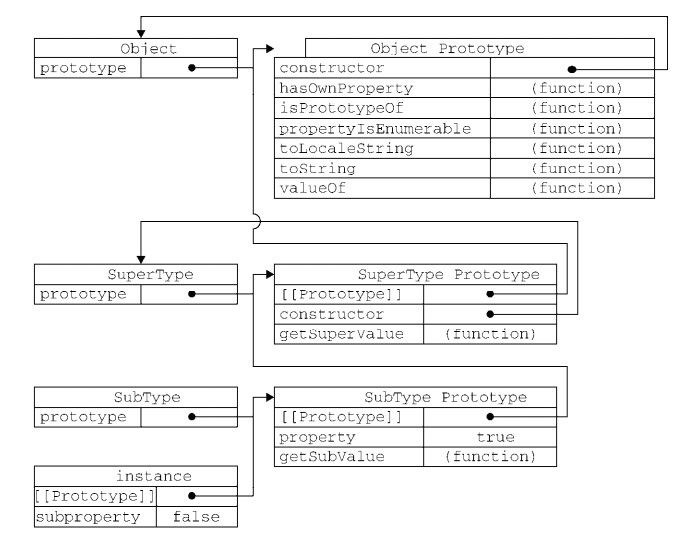 Object
prototype
Object Prototype
constructor
hasOwnProperty (function)
isPrototypeOf (function)
propertyIsEnumerable (function)
toLocaleString (function)
toString (function)
valueOf (function)
SuperType
prototype
SuperType Prototype
[[Prototype]]
constructor
getSuperValue (function)
SubType
prototype
SubType Prototype
[[Prototype]]
property true
getSubValue (function)
instance
[[Prototype]]
subproperty false